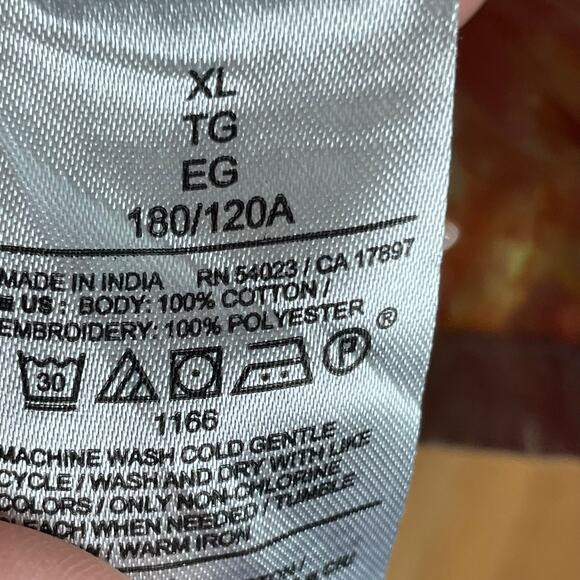 XL
TG
EG
180/120A
MADE IN INDIA RN 54023 / CA 17897
US : BODY: 100% COTTON /
EMBROIDERY: 100% POLYESTER
30 P ®
1166
MACHINE WASH COLD GENTLE
CYCLE / WASH AND DRY WITH LIKE
COLORS / ONLY NON-CHLORINE
BLEACH WHEN NEEDED / TUMBLE
/ WARM IRON